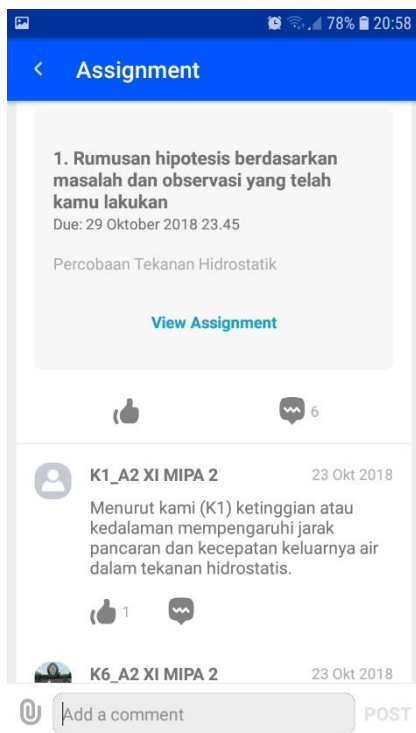 78% 20:58
Assignment
1. Rumusan hipotesis berdasarkan
masalah dan observasi yang telah
kamu lakukan
Due: 29 Oktober 2018 23.45
Percobaan Tekanan Hidrostatik
View Assignment
6
K1_A2 XI MIPA 2 23 Okt 2018
Menurut kami (K1) ketinggian atau
kedalaman mempengaruhi jarak
pancaran dan kecepatan keluarnya air
dalam tekanan hidrostatis.
1
K6_A2 XI MIPA 2 23 Okt 2018
Add a comment POST